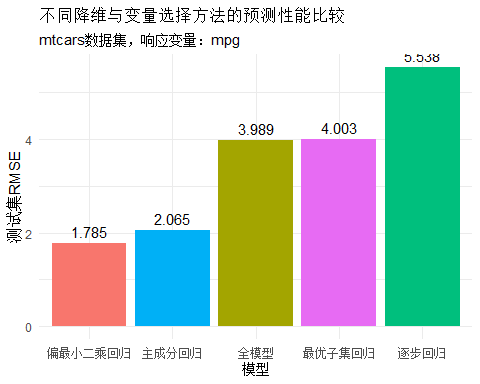 不同降维与变量选择方法的预测性能比较
mtcars数据集，响应变量：mpg
测试集RMSE
4
2
0
1.785
2.065
3.989
4.003
5.538
偏最小二乘回归
主成分回归
全模型
最优子集回归
逐步回归
模型